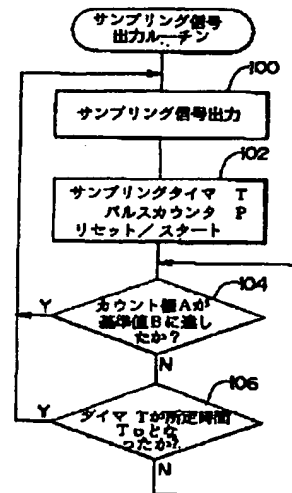 サンプリング信号
出力ルーチン
100
サンプリング信号出力
102
サンプリングタイマ T
パルスカウンタ P
リセット／スタート
104
カウント値Aが
基準値Bに達し
たか?
Y
N
106
タイマ Tが所定時間
T₀とな
ったか?
Y
N